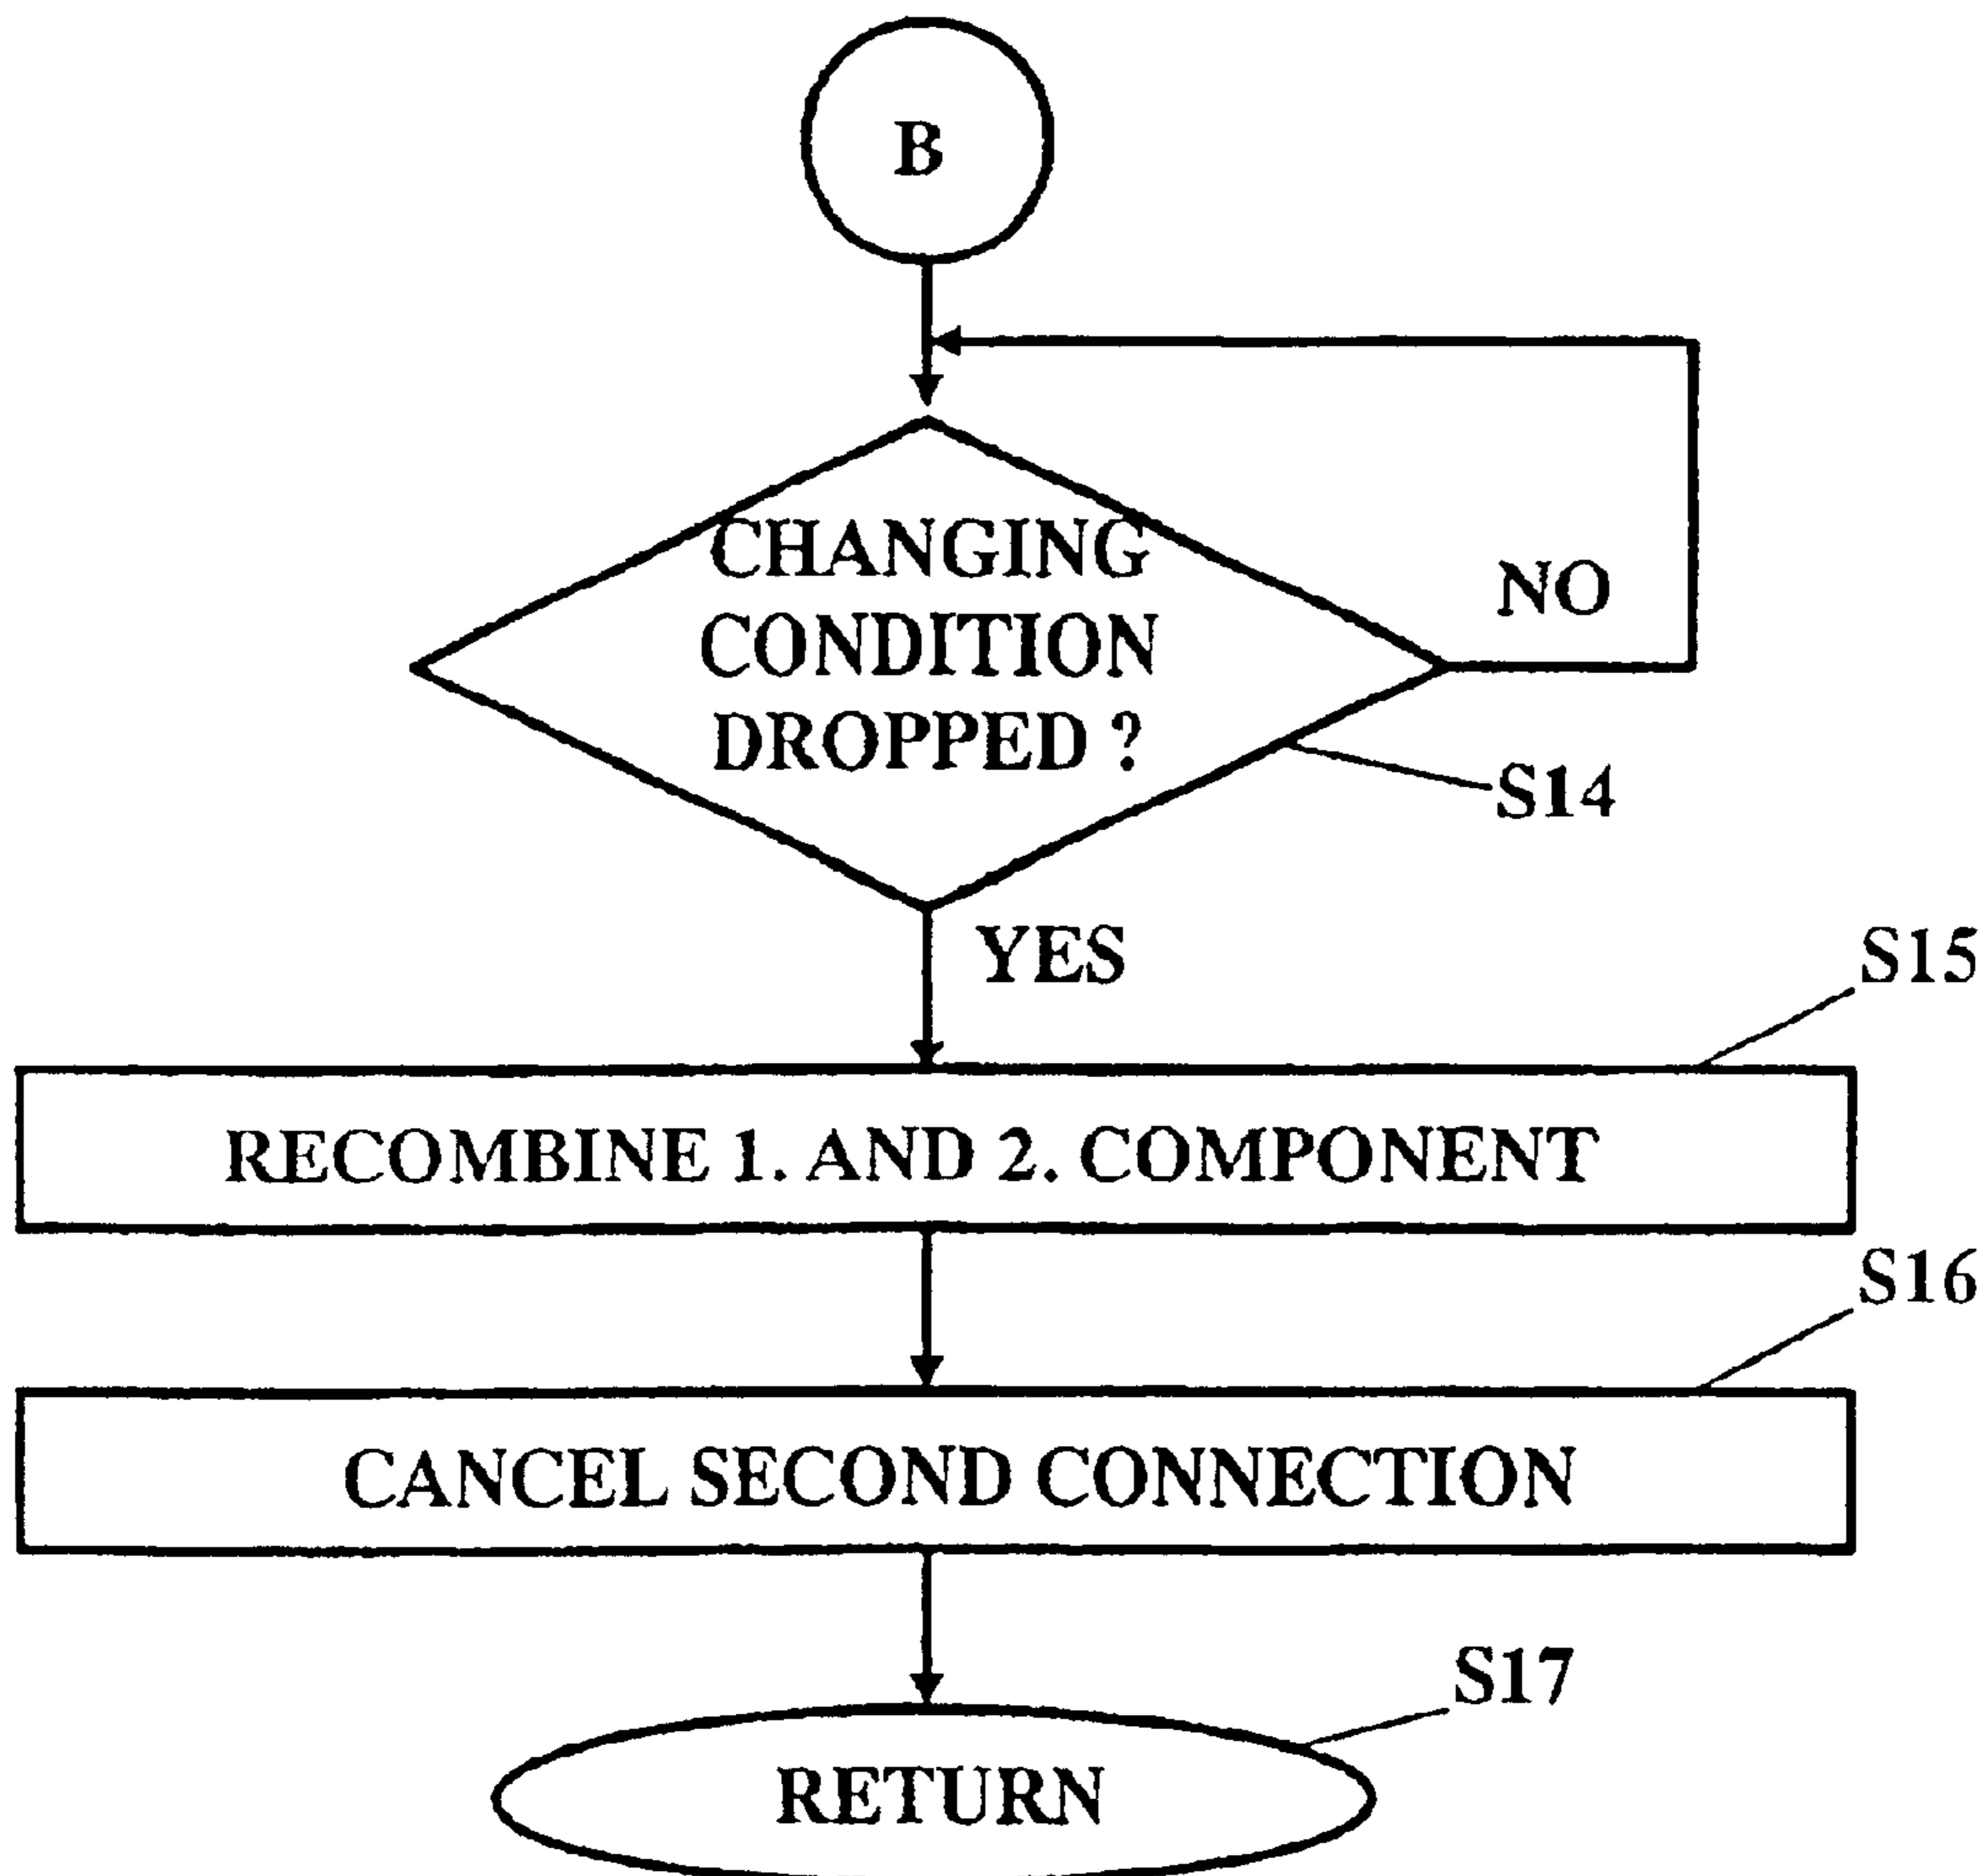 B
CHANGING
CONDITION
DROPPED ?
NO
S14
YES
S15
RECOMBINE 1. AND 2. COMPONENT
S16
CANCEL SECOND CONNECTION
S17
RETURN